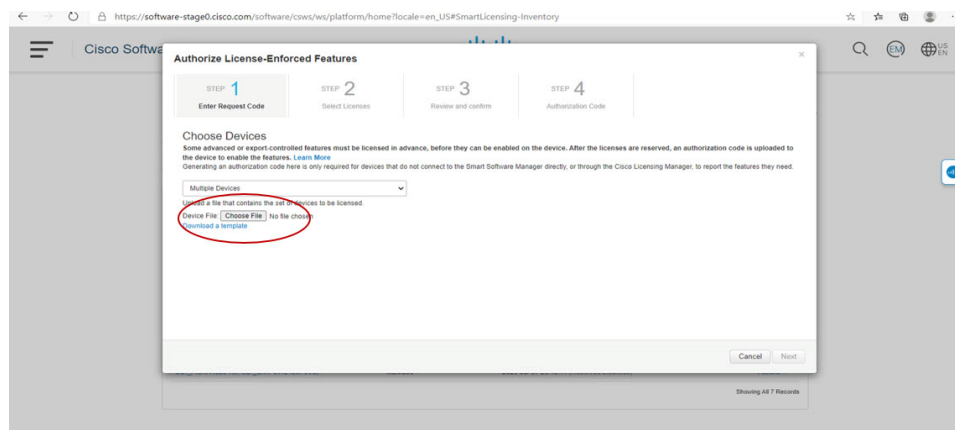 https://software-stage0.cisco.com/software/csws/ws/platform/home?locale=en_US#SmartLicensing-Inventory
Cisco Softwa
EM
US
EN
Authorize License-Enforced Features
STEP 1
Enter Request Code
STEP 2
Select Licenses
STEP 3
Review and confirm
STEP 4
Authorization Code
Choose Devices
Some advanced or export-controlled features must be licensed in advance, before they can be enabled on the device. After the licenses are reserved, an authorization code is uploaded to
the device to enable the features. Learn More
Generating an authorization code here is only required for devices that do not connect to the Smart Software Manager directly, or through the Cisco Licensing Manager, to report the features they need.
Multiple Devices
Upload a file that contains the set of devices to be licensed.
Device File: Choose File No file chosen
Download a template
Cancel
Next
Showing All 7 Records